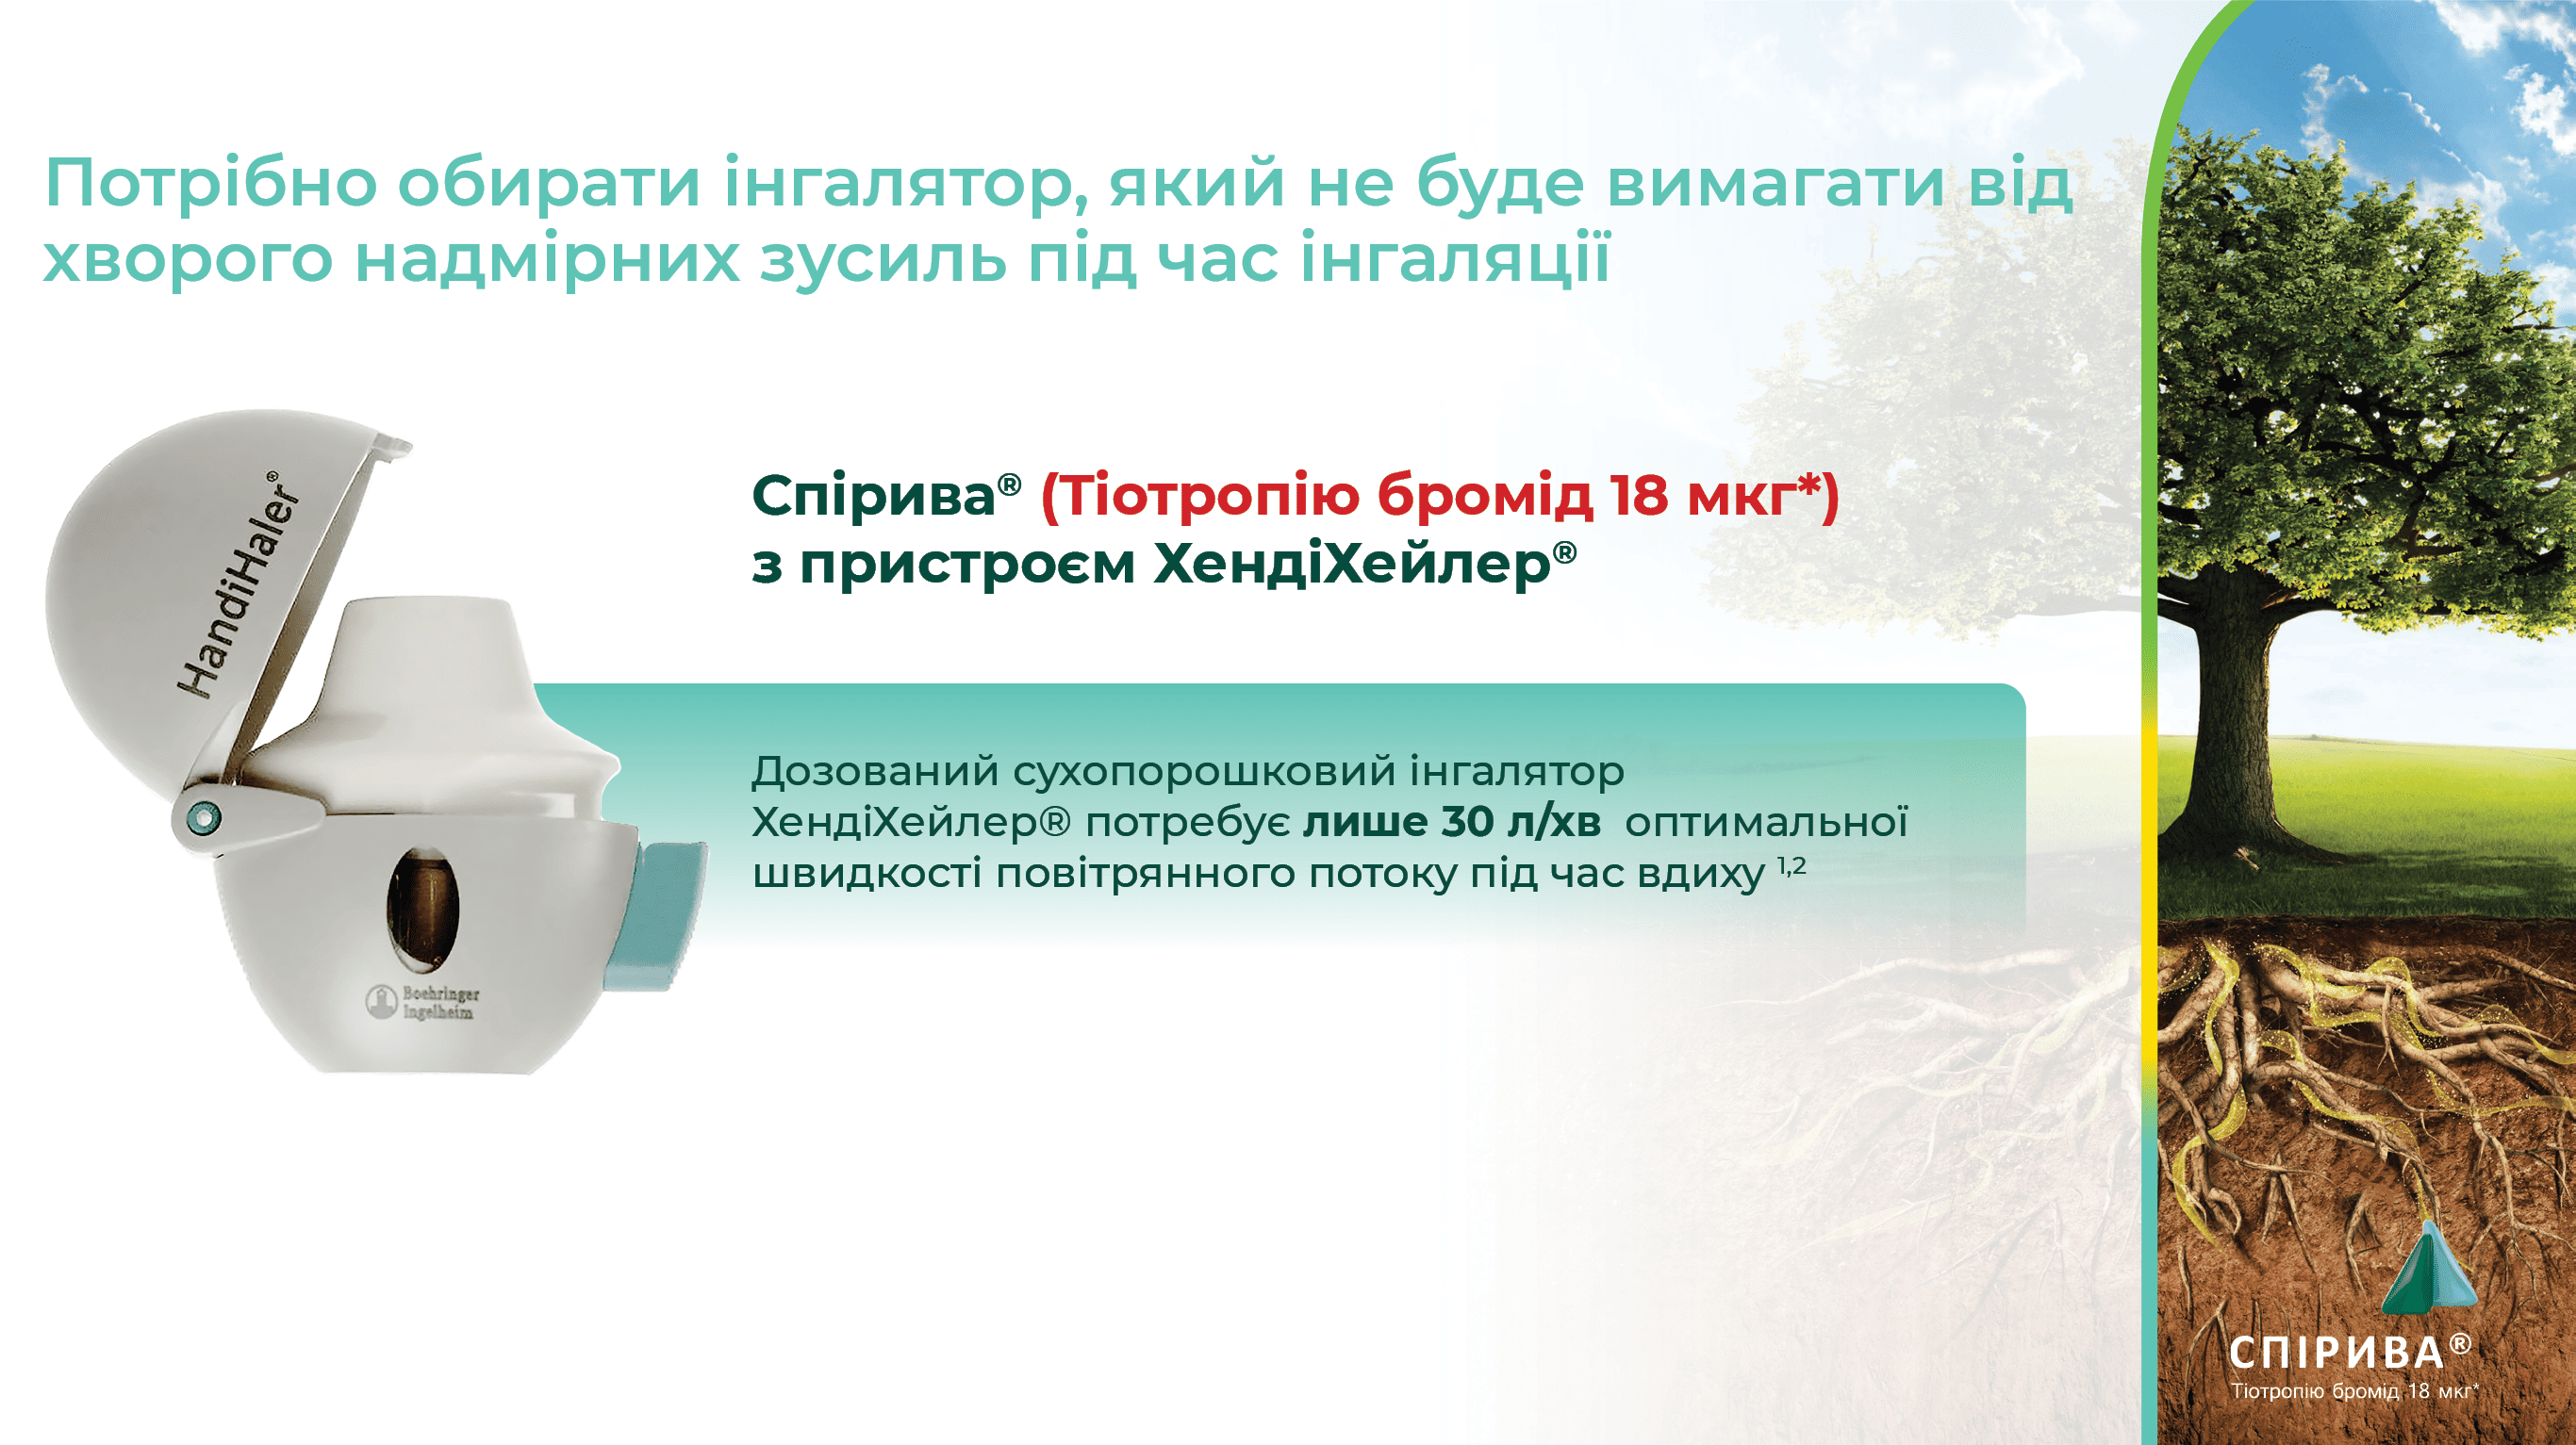 Потрібно обирати інгалятор, який не буде вимагати від
хворого надмірних зусиль під час інгаляції
HandiHaler®
Спірива® (Тіотропію бромід 18 мкг*)
з пристроєм ХендіХейлер®
Дозований сухопорошковий інгалятор
ХендіХейлер® потребує лише 30 л/хв оптимальної
швидкості повітрянного потоку під час вдиху 1,2
Boehringer
Ingelheim
СПІРИВА®
Тіотропію бромід 18 мкг*